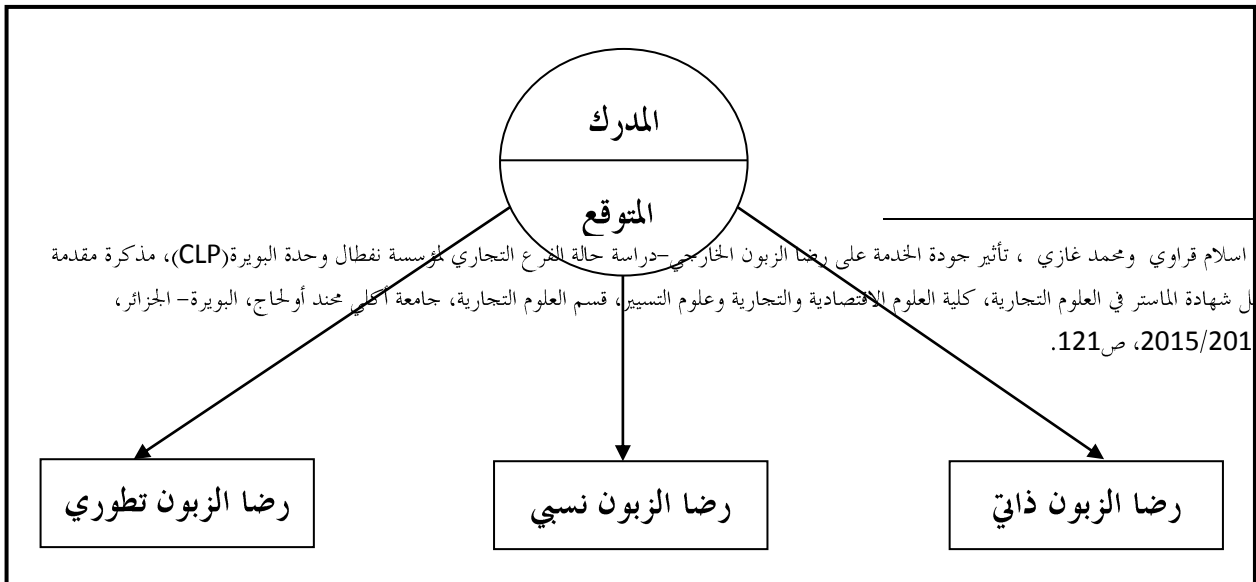 المدرك
المتوقع
اسلام قراوي ومحمد غازي ، تأثير جودة الخدمة على رضا الزبون الخارجي–دراسة حالة الفرع التجاري لمؤسسة نفطال وحدة البويرة(CLP)، مذكرة مقدمة
شهادة الماستر في العلوم التجارية، كلية العلوم الاقتصادية والتجارية وعلوم التسيير، قسم العلوم التجارية، جامعة أكلي محند أولحاج، البويرة– الجزائر،
2015/201، ص121.
رضا الزبون ذاتي
رضا الزبون نسبي
رضا الزبون تطوري